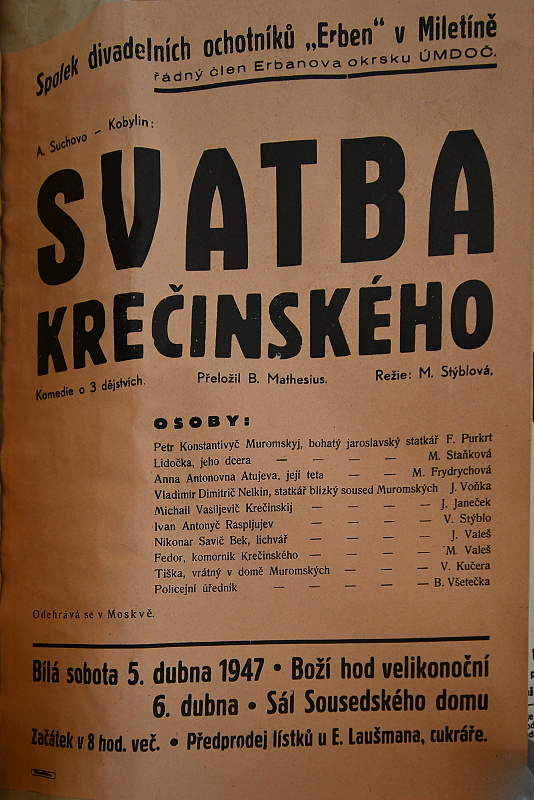 Spolek divadelních ochotníků „Erben“ v Miletíně
řádný člen Erbanova okrsku ÚMDOČ.
A. Suchovo - Kobylin:
SVATBA
KREČINSKÉHO
Komedie o 3 dějstvích. Přeložil B. Mathesius. Režie: M. Stýblová,
OSOBY:
Petr Konstantivyč Muromskyj, bohatý jaroslavský statkář F. Purkrt
Lidočka, jeho dcera — — — — M. Staňková
Anna Antonovna Atujeva, její teta — — M. Frydrychová
Vladimir Dimitrič Nelkin, statkář blízký soused Muromských J. Voňka
Michail Vasiljevič Krečinskij — — — — J. Janeček
Ivan Antonyč Raspljujev — — — — V. Stýblo
Nikonar Savič Bek, lichvář — — — — J. Valeš
Fedor, komorník Krečinského — — — — M. Valeš
Tiška, vrátný v domě Muromských — — — — V. Kučera
Policejní úředník — — — — — B. Všetečka
Odehrává se v Moskvě.
Bílá sobota 5. dubna 1947 • Boží hod velikonoční
6. dubna • Sál Sousedského domu
Začátek v 8 hod. več. • Předprodej lístků u E. Laušmana, cukráře.